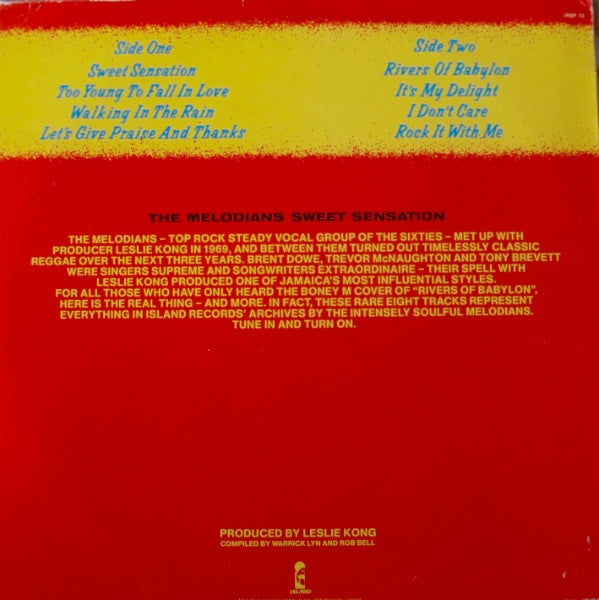 IRSP 13
Side One
Sweet Sensation
Too Young To Fall In Love
Walking In The Rain
Let's Give Praise And Thanks
Side Two
Rivers Of Babylon
It's My Delight
I Don't Care
Rock It With Me
THE MELODIANS SWEET SENSATION
THE MELODIANS – TOP ROCK STEADY VOCAL GROUP OF THE SIXTIES – MET UP WITH
PRODUCER LESLIE KONG IN 1969, AND BETWEEN THEM TURNED OUT TIMELESSLY CLASSIC
REGGAE OVER THE NEXT THREE YEARS. BRENT DOWE, TREVOR McNAUGHTON AND TONY BREVETT
WERE SINGERS SUPREME AND SONGWRITERS EXTRAORDINAIRE – THEIR SPELL WITH
LESLIE KONG PRODUCED ONE OF JAMAICA'S MOST INFLUENTIAL STYLES.
FOR ALL THOSE WHO HAVE ONLY HEARD THE BONEY M COVER OF "RIVERS OF BABYLON",
HERE IS THE REAL THING – AND MORE. IN FACT, THESE RARE EIGHT TRACKS REPRESENT
EVERYTHING IN ISLAND RECORDS' ARCHIVES BY THE INTENSELY SOULFUL MELODIANS.
TUNE IN AND TURN ON.
PRODUCED BY LESLIE KONG
COMPILED BY WARRICK LYN AND ROB BELL
ISLAND